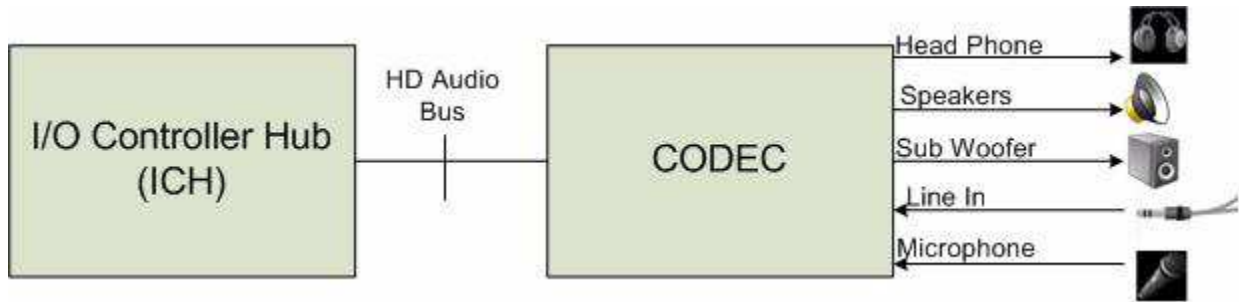 I/O Controller Hub
(ICH)
HD Audio
Bus
CODEC
Head Phone
Speakers
Sub Woofer
Line In
Microphone